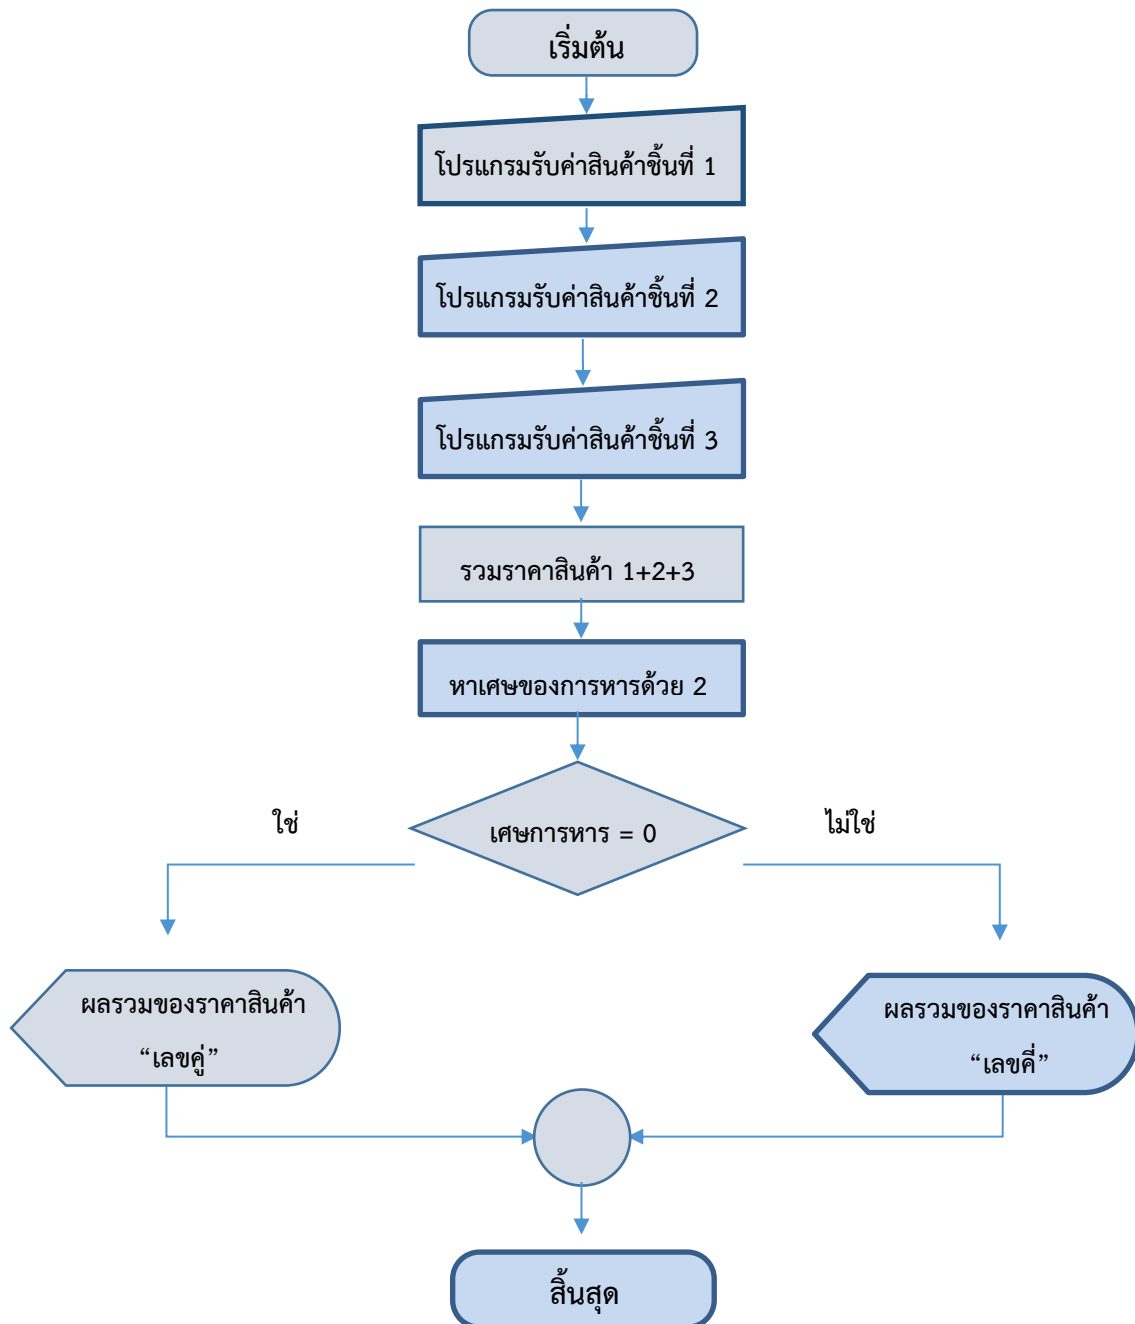 เริ่มต้น
โปรแกรมรับค่าสินค้าชิ้นที่ 1
โปรแกรมรับค่าสินค้าชิ้นที่ 2
โปรแกรมรับค่าสินค้าชิ้นที่ 3
รวมราคาสินค้า 1+2+3
หาเศษของการหารด้วย 2
ใช่
เศษการหาร = 0
ไม่ใช่
ผลรวมของราคาสินค้า
“เลขคู่”
ผลรวมของราคาสินค้า
“เลขคี่”
สิ้นสุด